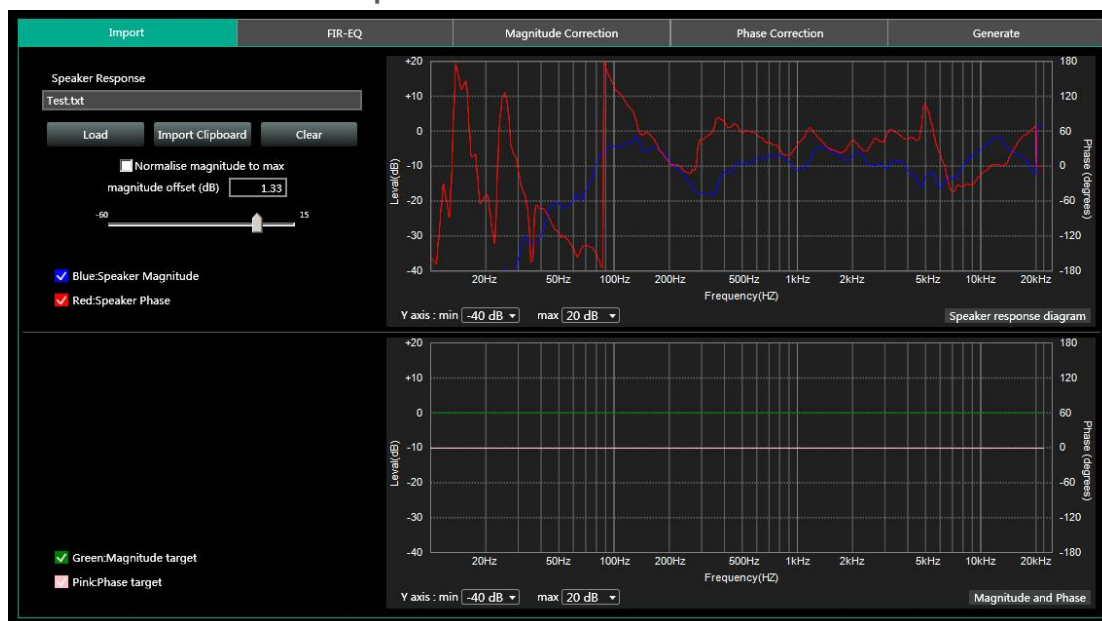 Import FIR-EQ Magnitude Correction Phase Correction Generate
Speaker Response
Test.txt
Load Import Clipboard Clear
Normalise magnitude to max
magnitude offset (dB) 1.33
-60 15
Blue:Speaker Magnitude
Red:Speaker Phase
+20 180
+10 120
0 60
-10 0
-20 -60
-30 -120
-40 -180
Leval(dB)
Phase (degrees)
20Hz 50Hz 100Hz 200Hz 500Hz 1KHz 2KHz 5kHz 10KHz 20kHz
Frequency(HZ)
Y axis : min -40 dB max 20 dB Speaker response diagram
+20 180
+10 120
0 60
-10 0
-20 -60
-30 -120
-40 -180
Leval(dB)
Phase (degrees)
20Hz 50Hz 100Hz 200Hz 500Hz 1KHz 2KHz 5kHz 10KHz 20kHz
Frequency(HZ)
Green:Magnitude target
Pink:Phase target
Y axis : min -40 dB max 20 dB Magnitude and Phase